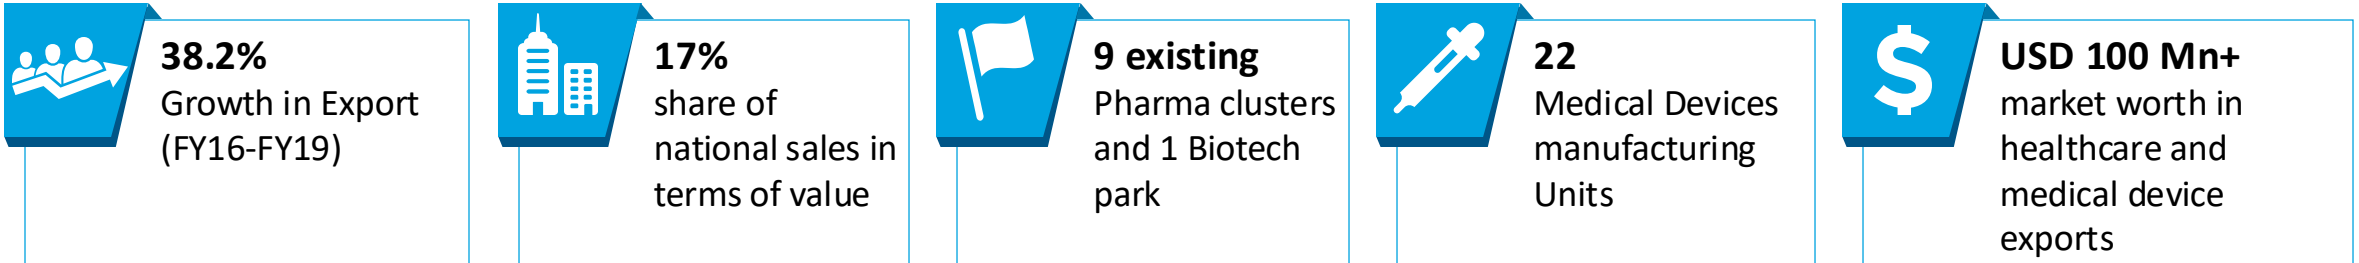 38.2%
Growth in Export
(FY16-FY19)
17%
share of
national sales in
terms of value
9 existing
Pharma clusters
and 1 Biotech
park
22
Medical Devices
manufacturing
Units
USD 100 Mn+
market worth in
healthcare and
medical device
exports